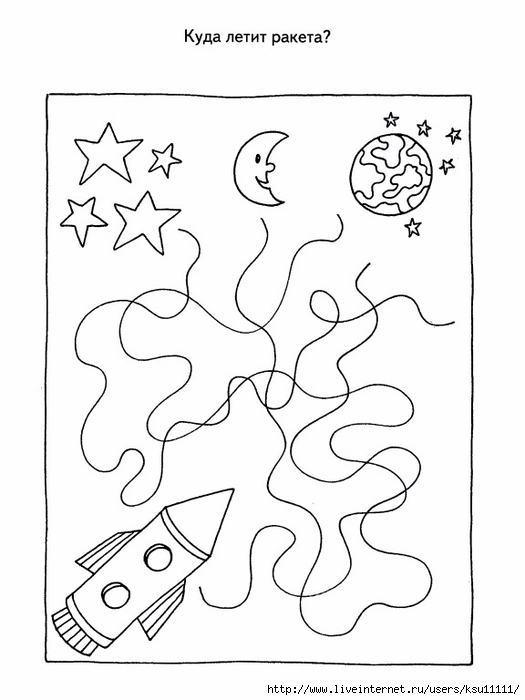 Куда летит ракета?
http://www.liveinternet.ru/users/ksu11111/